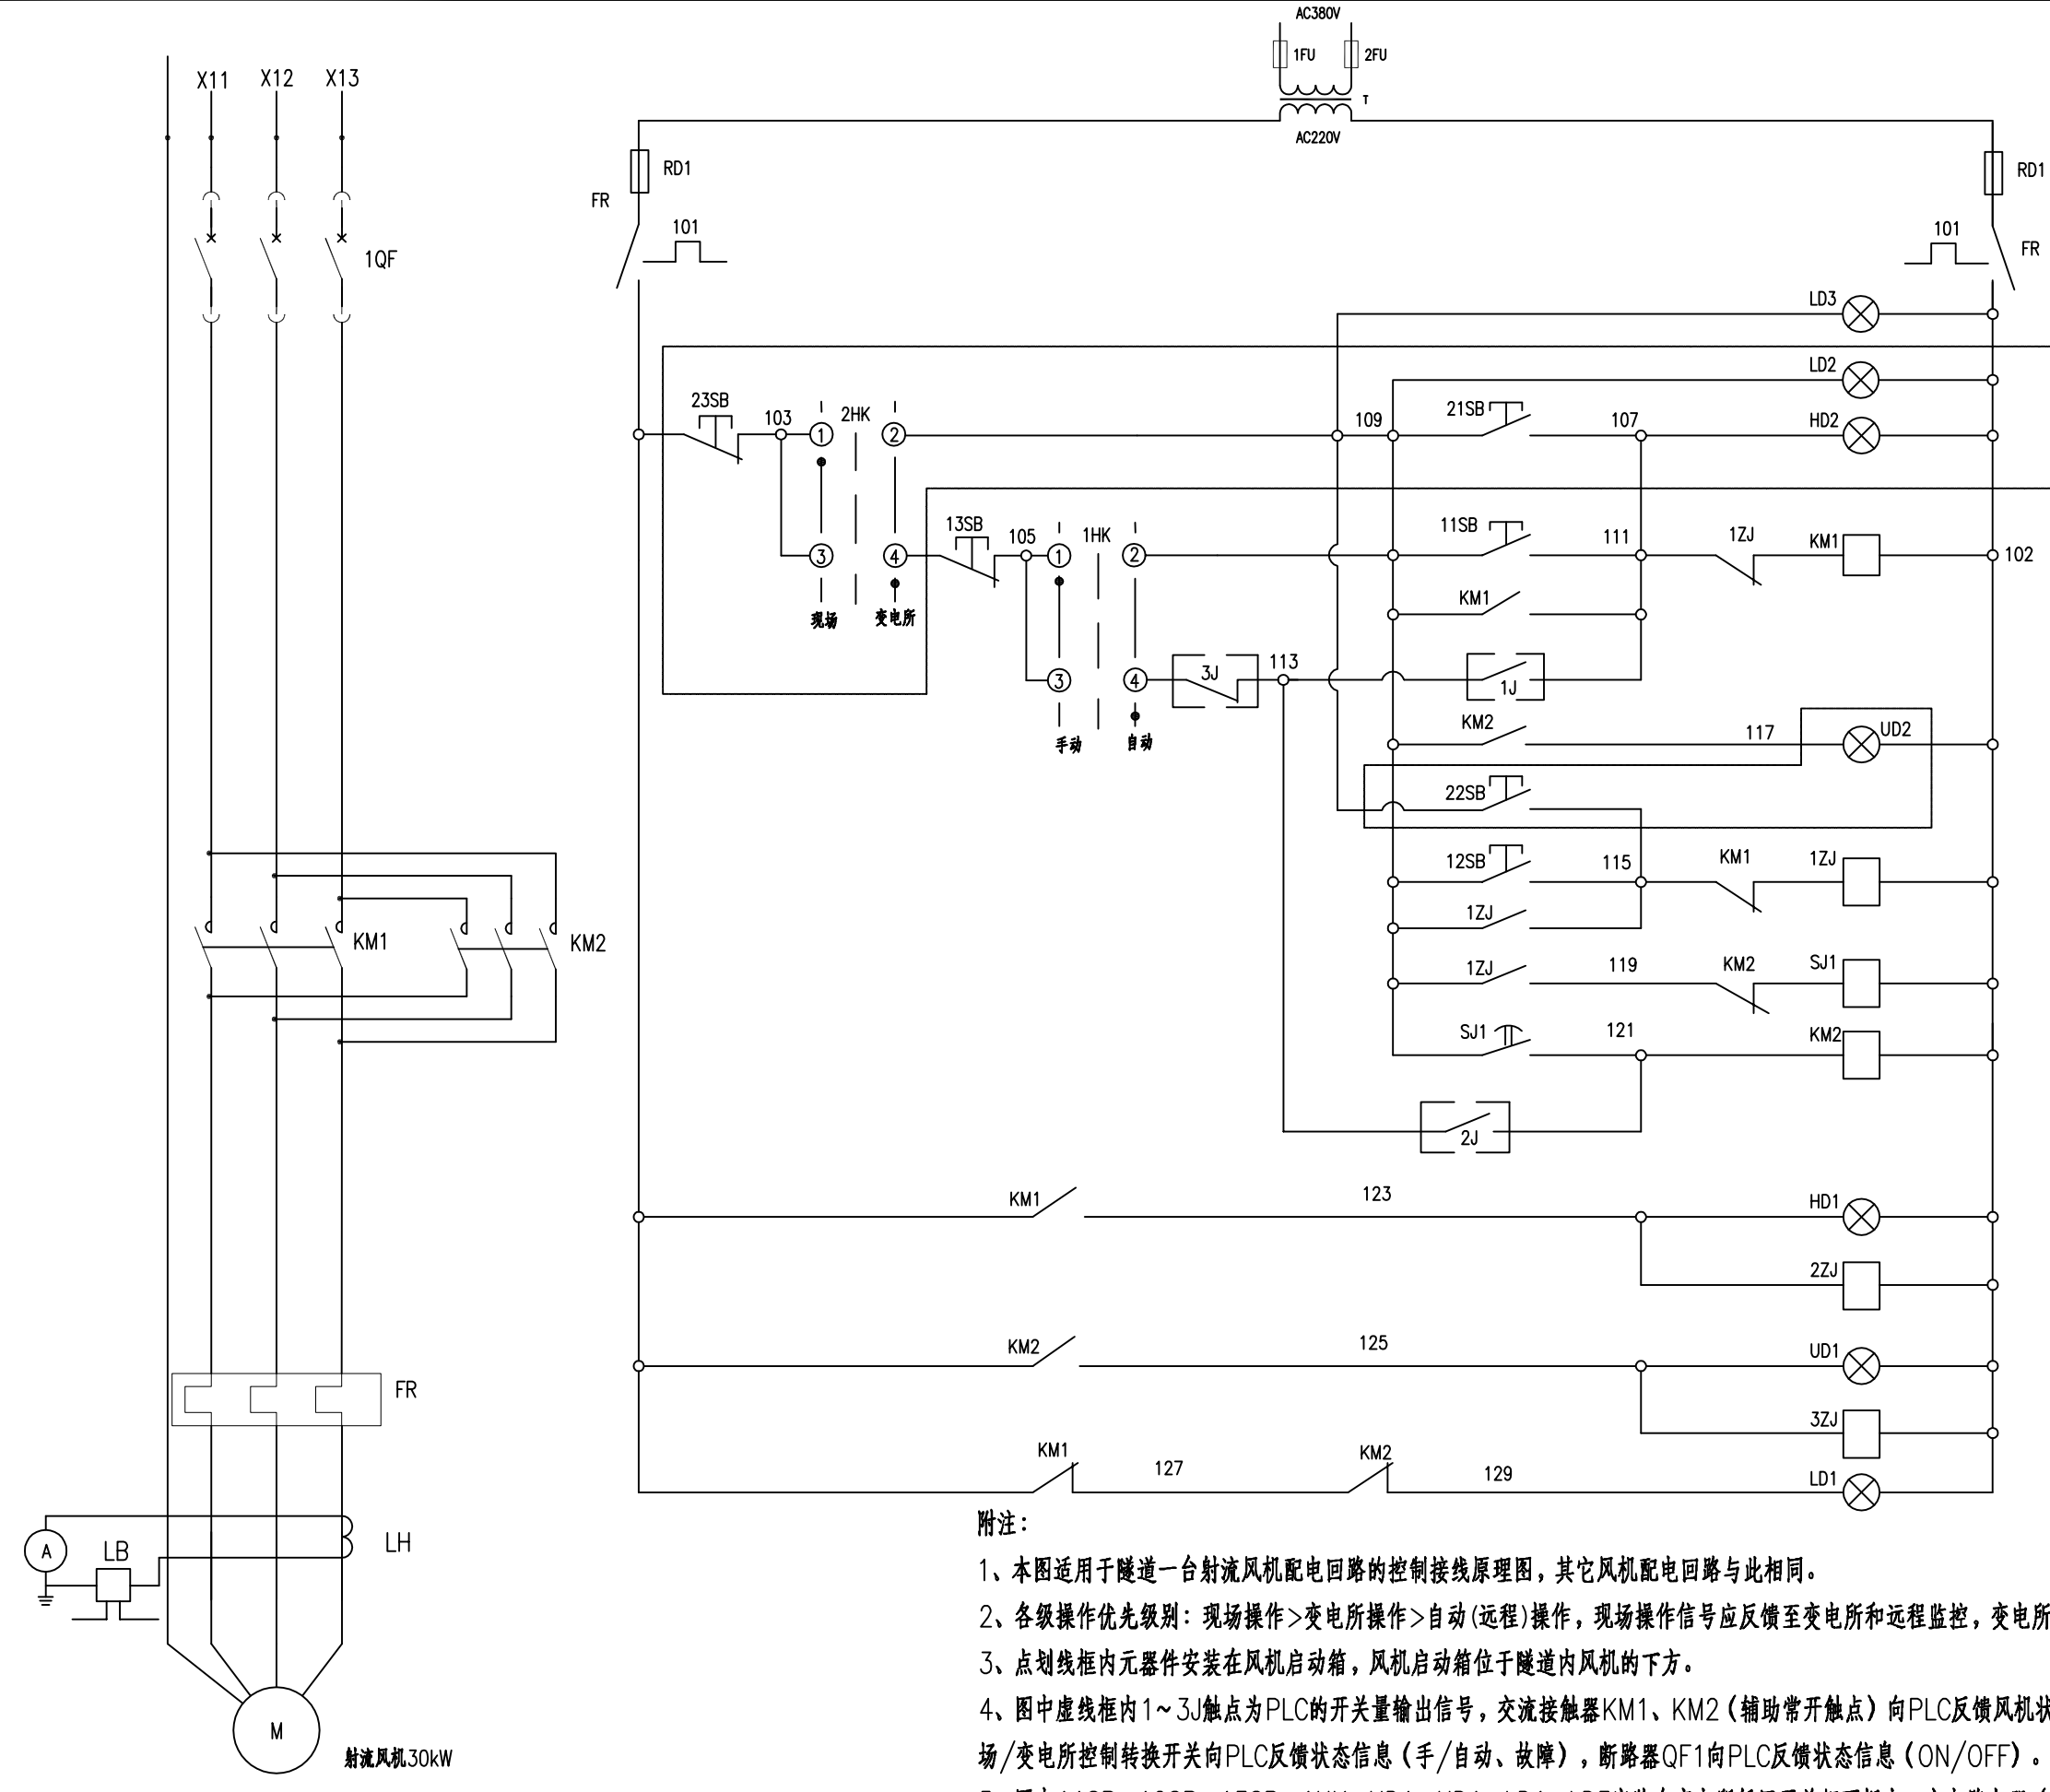 AC380V
1FU
2FU
T
AC220V
X11
X12
X13
1QF
RD1
FR
101
RD1
101
FR
LD3
LD2
23SB
103
2HK
109
21SB
107
HD2
1
2
13SB
105
1HK
11SB
111
1ZJ
KM1
102
3
4
1
2
现场
变电所
KM1
3J
113
1J
3
4
手动
自动
KM2
117
UD2
22SB
12SB
115
KM1
1ZJ
1ZJ
KM1
KM2
1ZJ
119
KM2
SJ1
SJ1
121
KM2
2J
KM1
123
HD1
2ZJ
KM2
125
UD1
FR
3ZJ
KM1
127
KM2
129
LD1
A
LB
LH
M
射流风机30kW
附注：
1、本图适用于隧道一台射流风机配电回路的控制接线原理图，其它风机配电回路与此相同。
2、各级操作优先级别：现场操作>变电所操作>自动(远程)操作，现场操作信号应反馈至变电所和远程监控，变电所
3、点划线框内元器件安装在风机启动箱，风机启动箱位于隧道内风机的下方。
4、图中虚线框内1~3J触点为PLC的开关量输出信号，交流接触器KM1、KM2（辅助常开触点）向PLC反馈风机状
场/变电所控制转换开关向PLC反馈状态信息（手/自动、故障），断路器QF1向PLC反馈状态信息（ON/OFF）。